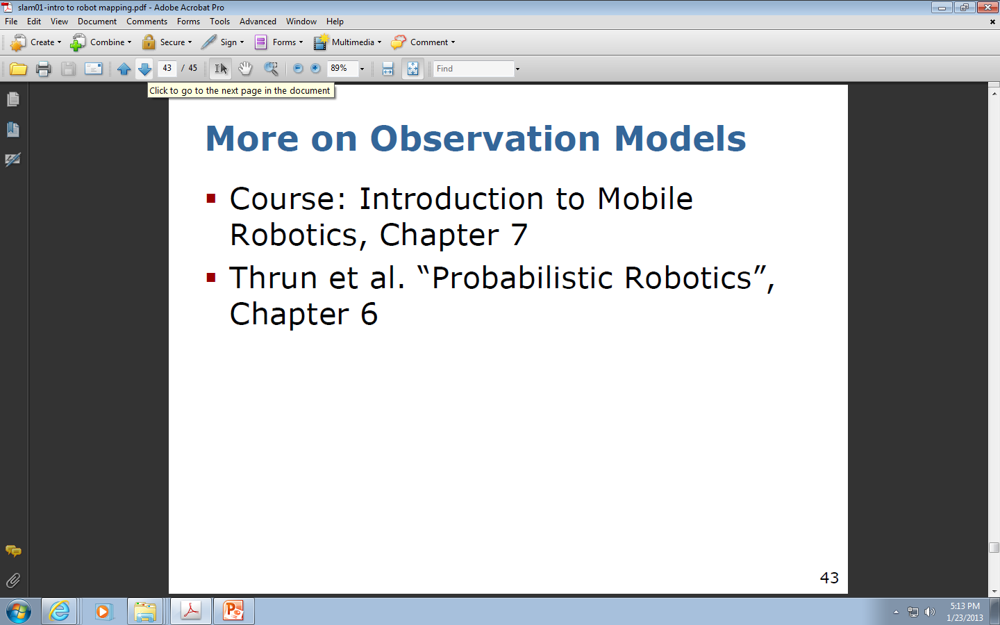 slam01-intro to robot mapping.pdf - Adobe Acrobat Pro
File Edit View Document Comments Forms Tools Advanced Window Help
Create Combine Secure Sign Forms Multimedia Comment
43 / 45 89% Find
Click to go to the next page in the document
More on Observation Models
Course: Introduction to Mobile
Robotics, Chapter 7
Thrun et al. “Probabilistic Robotics”,
Chapter 6
43
5:13 PM
1/23/2013